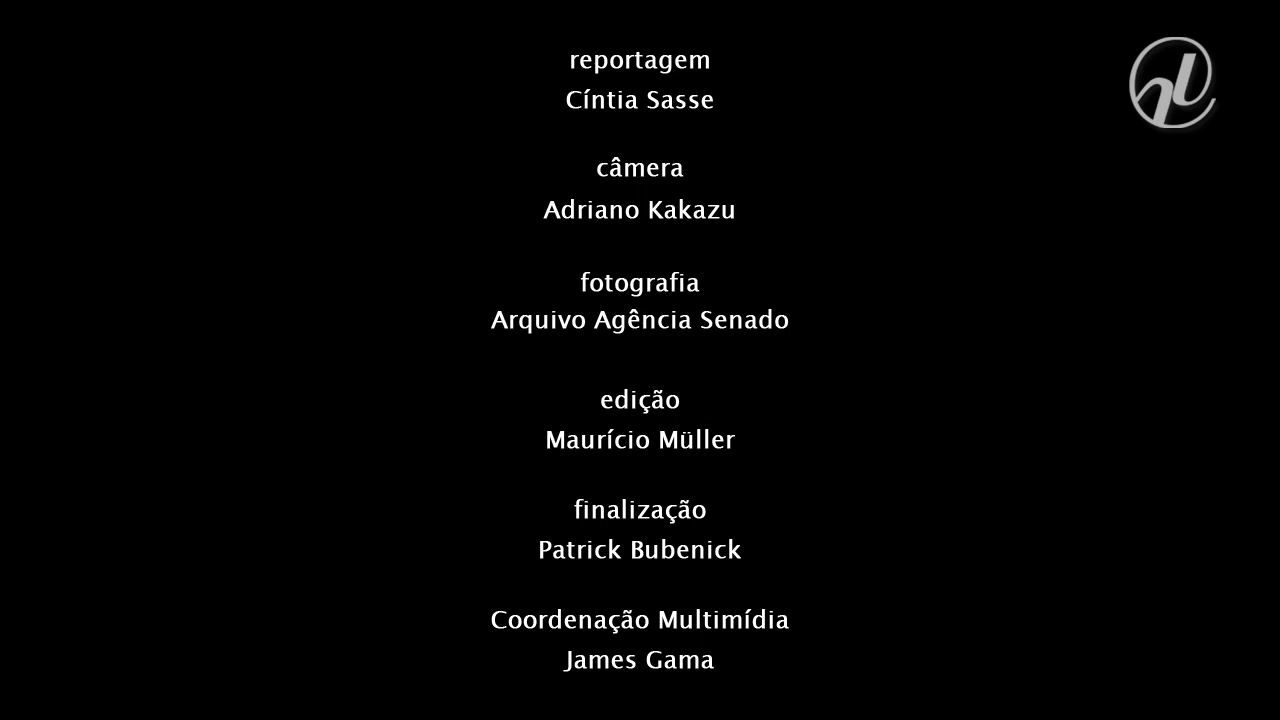 reportagem
Cíntia Sasse
câmera
Adriano Kakazu
fotografia
Arquivo Agência Senado
edição
Maurício Müller
finalização
Patrick Bubenick
Coordenação Multimídia
James Gama